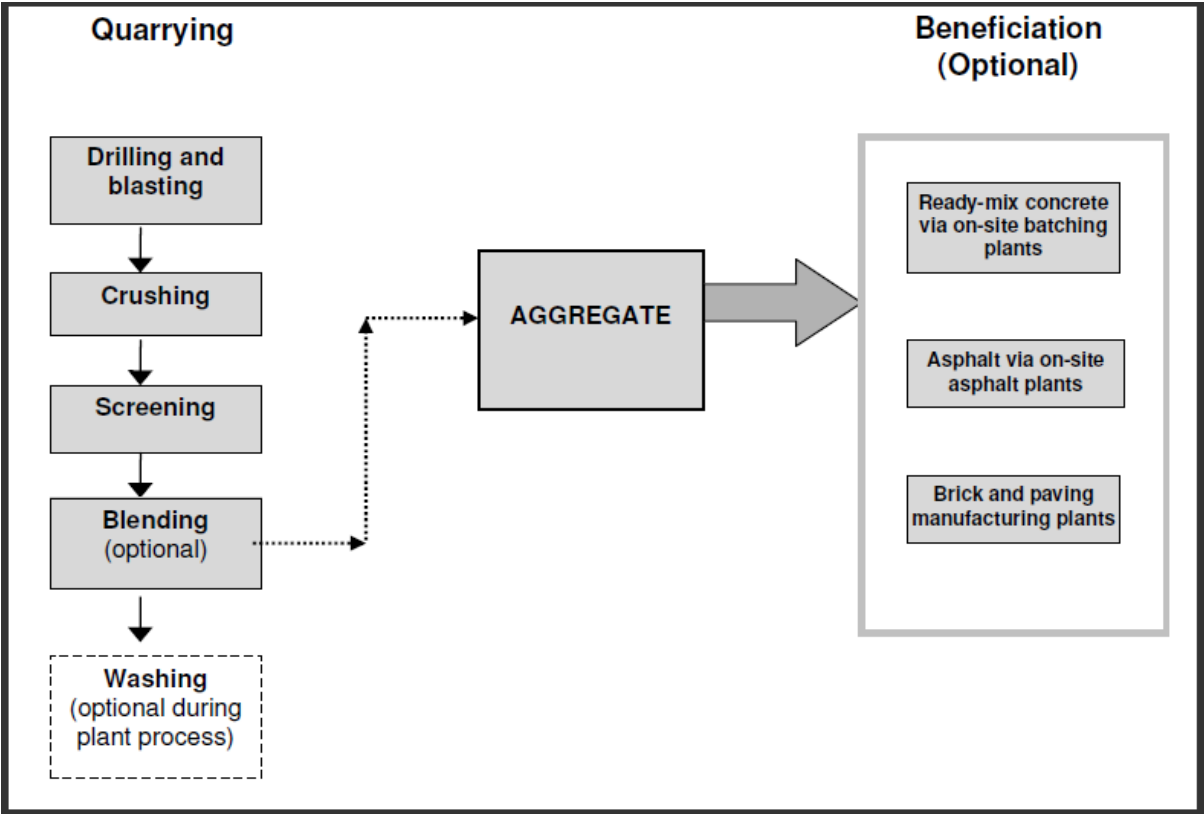 Quarrying
Drilling and
blasting
Crushing
Screening
Blending
(optional)
Washing
(optional during
plant process)
AGGREGATE
Beneficiation
(Optional)
Ready-mix concrete
via on-site batching
plants
Asphalt via on-site
asphalt plants
Brick and paving
manufacturing plants